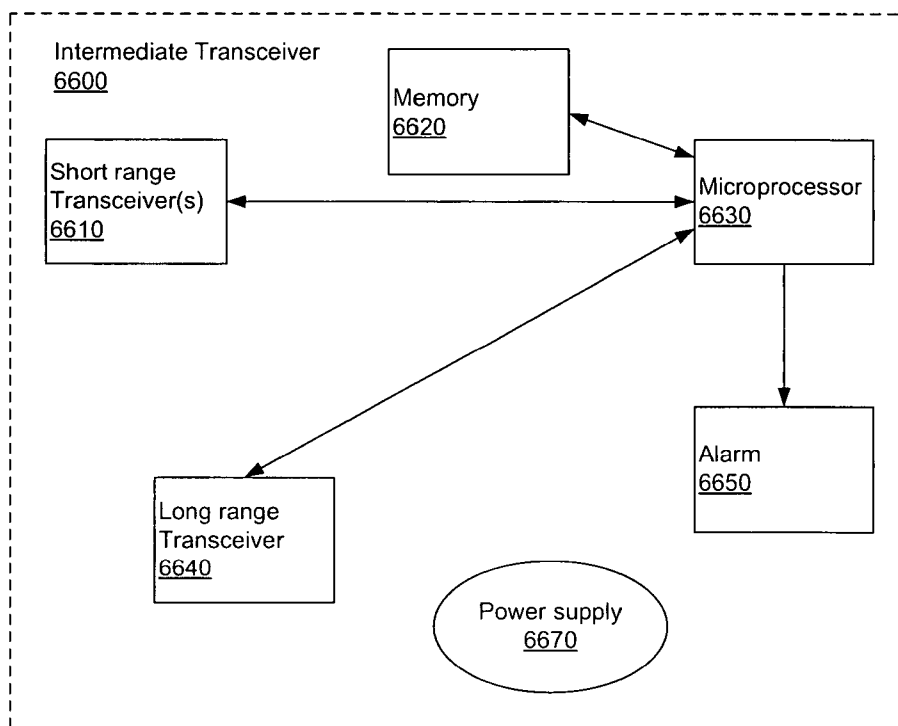 Intermediate Transceiver
6600
Memory
6620
Short range
Transceiver(s)
6610
Microprocessor
6630
Alarm
6650
Long range
Transceiver
6640
Power supply
6670